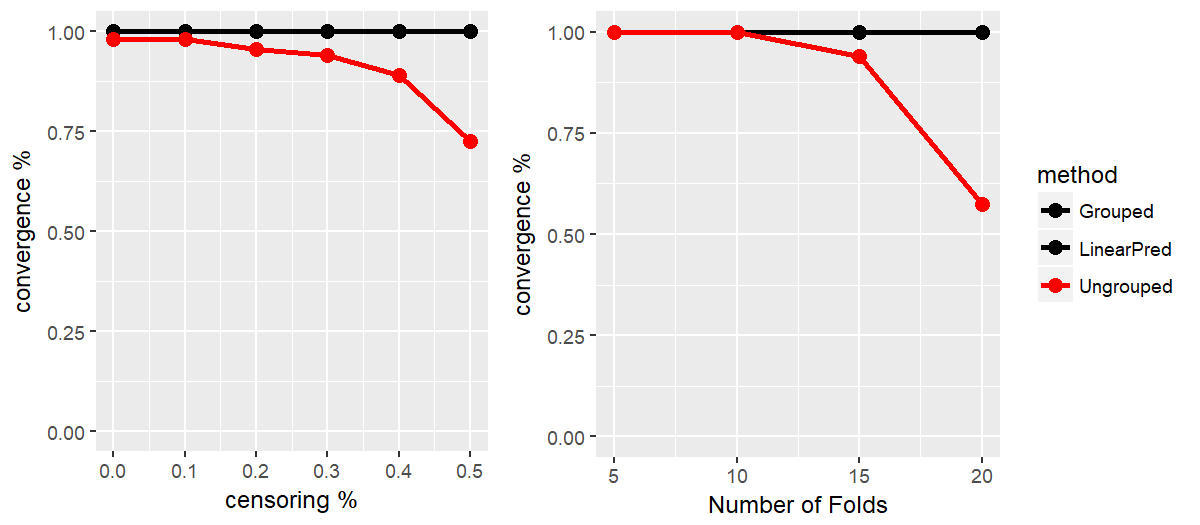 convergence %
1.00
0.75
0.50
0.25
0.00
0.0 0.1 0.2 0.3 0.4 0.5
censoring %
convergence %
1.00
0.75
0.50
0.25
0.00
5 10 15 20
Number of Folds
method
Grouped
LinearPred
Ungrouped